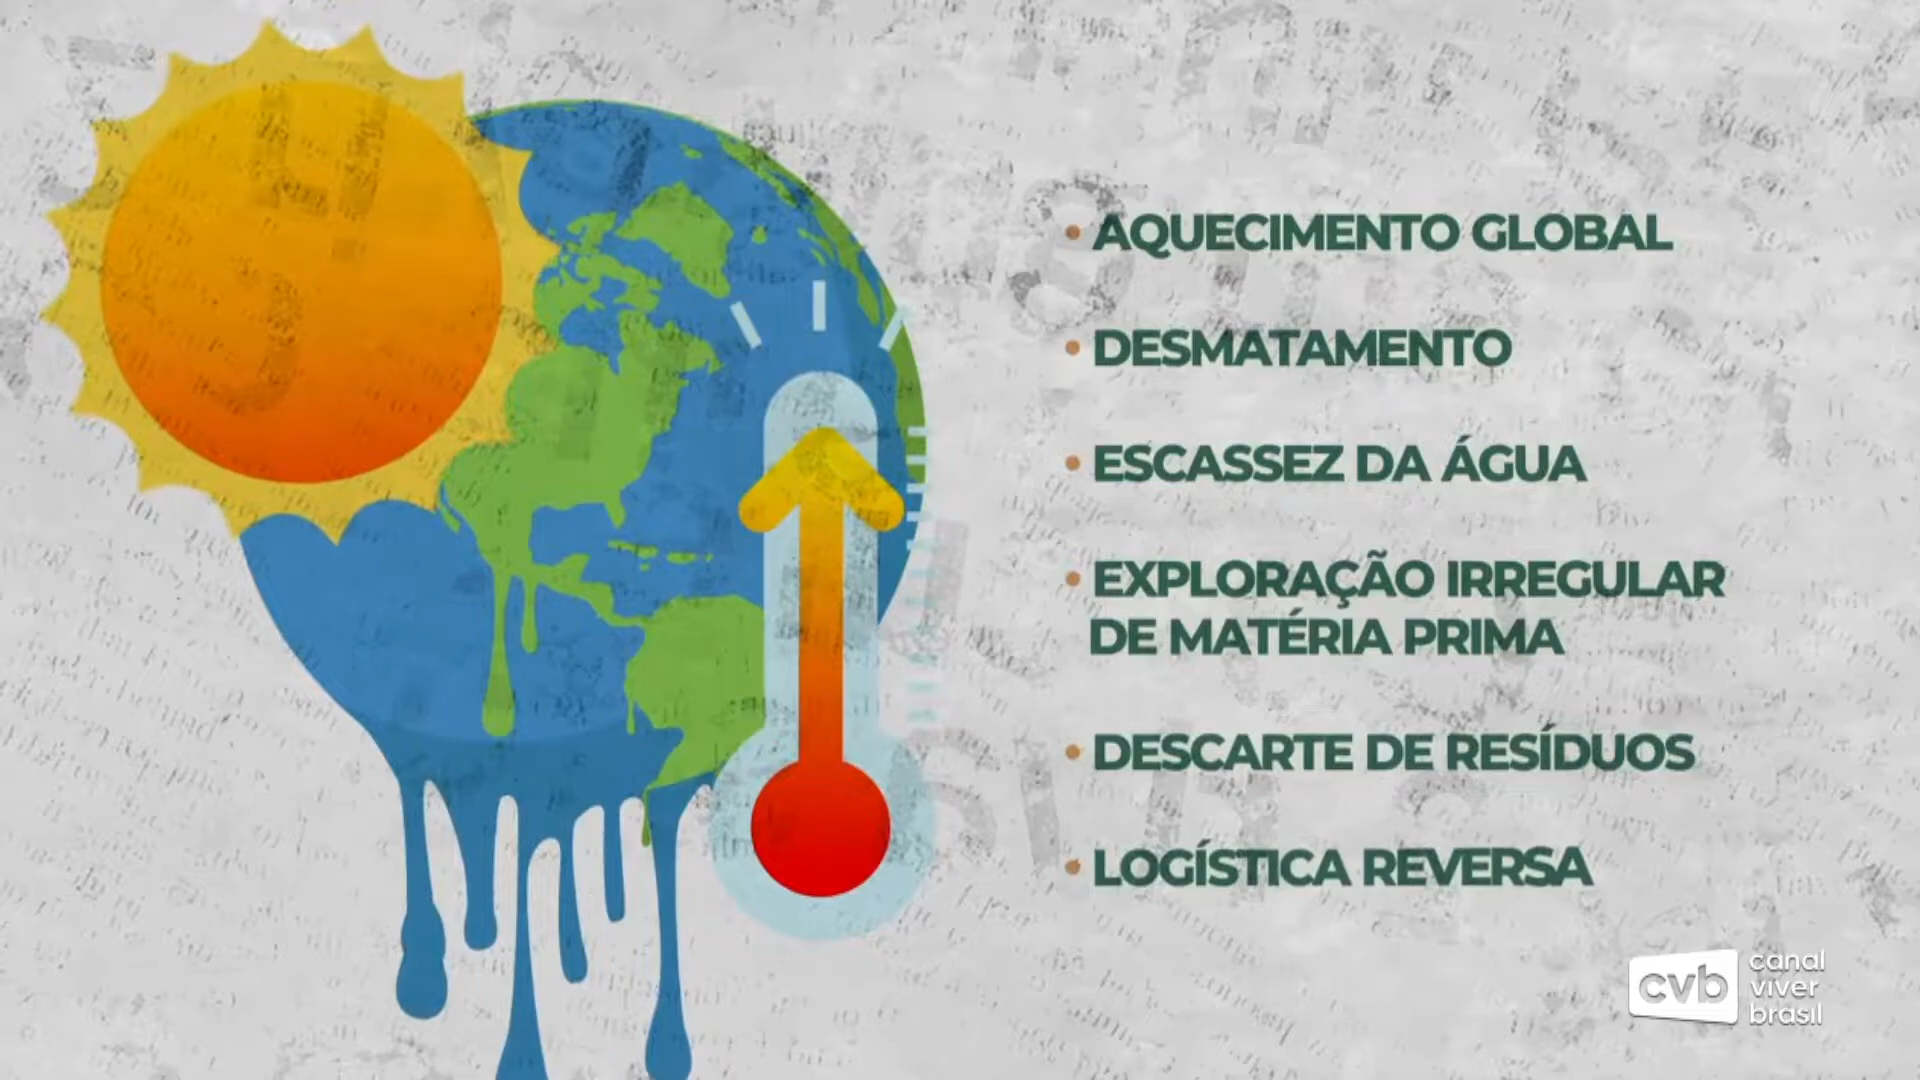 • AQUECIMENTO GLOBAL
• DESMATAMENTO
• ESCASSEZ DA ÁGUA
• EXPLORAÇÃO IRREGULAR
DE MATÉRIA PRIMA
• DESCARTE DE RESÍDUOS
• LOGÍSTICA REVERSA
cvb
canal
viver
brasil